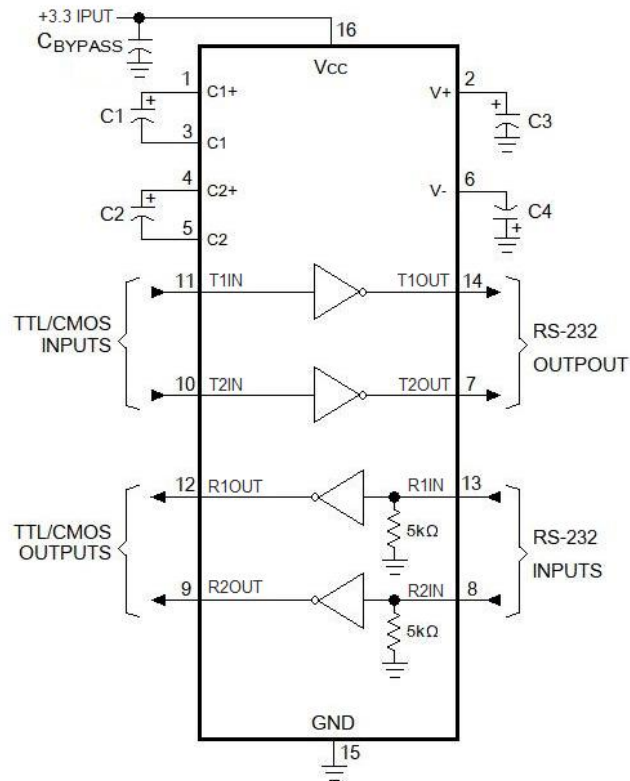 +3.3 IPUT
CBYPASS
16
Vcc
1
C1+
V+
2
C1
C3
3
C1
4
C2+
V-
6
C2
C4
5
C2
11
T1IN
T1OUT
14
TTL/CMOS
INPUTS
RS-232
OUTPOUT
10
T2IN
T2OUT
7
12
R1OUT
R1IN
13
5kΩ
TTL/CMOS
OUTPUTS
RS-232
INPUTS
9
R2OUT
R2IN
8
5kΩ
GND
15
+
+
+
+